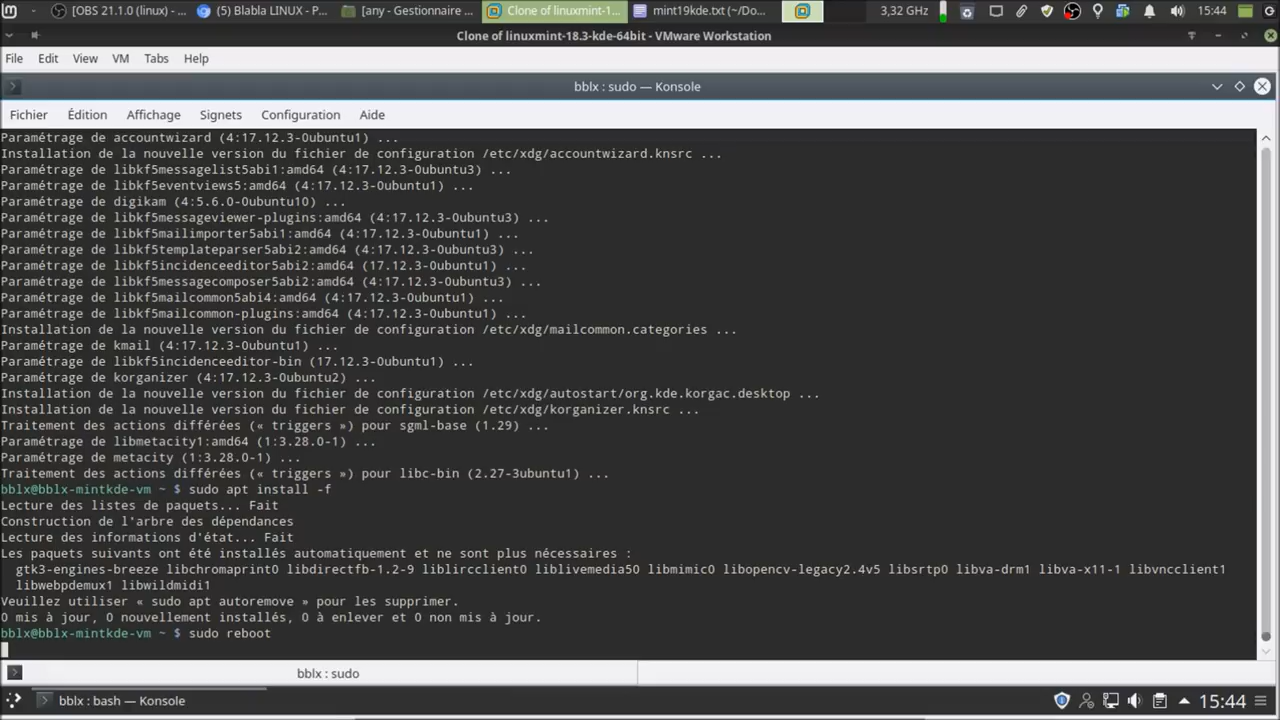 [OBS 21.0.1 (linux) - ...
(5) Blabla LINUX - P...
[any - Gestionnaire ...
Clone of linuxmint-1...
mint19kde.txt (~/Do...
3,32 GHz
15:44
Clone of linuxmint-18.3-kde-64bit - VMware Workstation
File Edit View VM Tabs Help
bblx : sudo — Konsole
Fichier Édition Affichage Signets Configuration Aide
Paramétrage de accountwizard (4:17.12.3-0ubuntu1) ...
Installation de la nouvelle version du fichier de configuration /etc/xdg/accountwizard.knsrc ...
Paramétrage de libkf5messagelist5abi1:amd64 (4:17.12.3-0ubuntu3) ...
Paramétrage de libkf5eventviews5:amd64 (4:17.12.3-0ubuntu1) ...
Paramétrage de digikam (4:5.6.0-0ubuntu10) ...
Paramétrage de libkf5messageviewer-plugins:amd64 (4:17.12.3-0ubuntu3) ...
Paramétrage de libkf5mailimporter5abi1:amd64 (4:17.12.3-0ubuntu1) ...
Paramétrage de libkf5templateparser5abi2:amd64 (4:17.12.3-0ubuntu3) ...
Paramétrage de libkf5incidenceeditor5abi2:amd64 (17.12.3-0ubuntu1) ...
Paramétrage de libkf5messagecomposer5abi2:amd64 (4:17.12.3-0ubuntu3) ...
Paramétrage de libkf5mailcommon5abi4:amd64 (4:17.12.3-0ubuntu1) ...
Paramétrage de libkf5mailcommon-plugins:amd64 (4:17.12.3-0ubuntu1) ...
Installation de la nouvelle version du fichier de configuration /etc/xdg/mailcommon.categories ...
Paramétrage de kmail (4:17.12.3-0ubuntu1) ...
Paramétrage de libkf5incidenceeditor-bin (17.12.3-0ubuntu1) ...
Paramétrage de korganizer (4:17.12.3-0ubuntu2) ...
Installation de la nouvelle version du fichier de configuration /etc/xdg/autostart/org.kde.korgac.desktop ...
Installation de la nouvelle version du fichier de configuration /etc/xdg/korganizer.knsrc ...
Traitement des actions différées (« triggers ») pour sgml-base (1.29) ...
Paramétrage de libmetacity1:amd64 (1:3.28.0-1) ...
Paramétrage de metacity (1:3.28.0-1) ...
Traitement des actions différées (« triggers ») pour libc-bin (2.27-3ubuntu1) ...
bblx@bblx-mintkde-vm ~ $ sudo apt install -f
Lecture des listes de paquets... Fait
Construction de l'arbre des dépendances
Lecture des informations d'état... Fait
Les paquets suivants ont été installés automatiquement et ne sont plus nécessaires :
gtk3-engines-breeze libchromaprint0 libdirectfb-1.2-9 liblircclient0 liblivemedia50 libmimic0 libopencv-legacy2.4v5 libsrtp0 libva-drm1 libva-x11-1 libvncclient1
libwebpdemux1 libwildmidi1
Veuillez utiliser « sudo apt autoremove » pour les supprimer.
0 mis à jour, 0 nouvellement installés, 0 à enlever et 0 non mis à jour.
bblx@bblx-mintkde-vm ~ $ sudo reboot
bblx : sudo
bblx : bash — Konsole
15:44